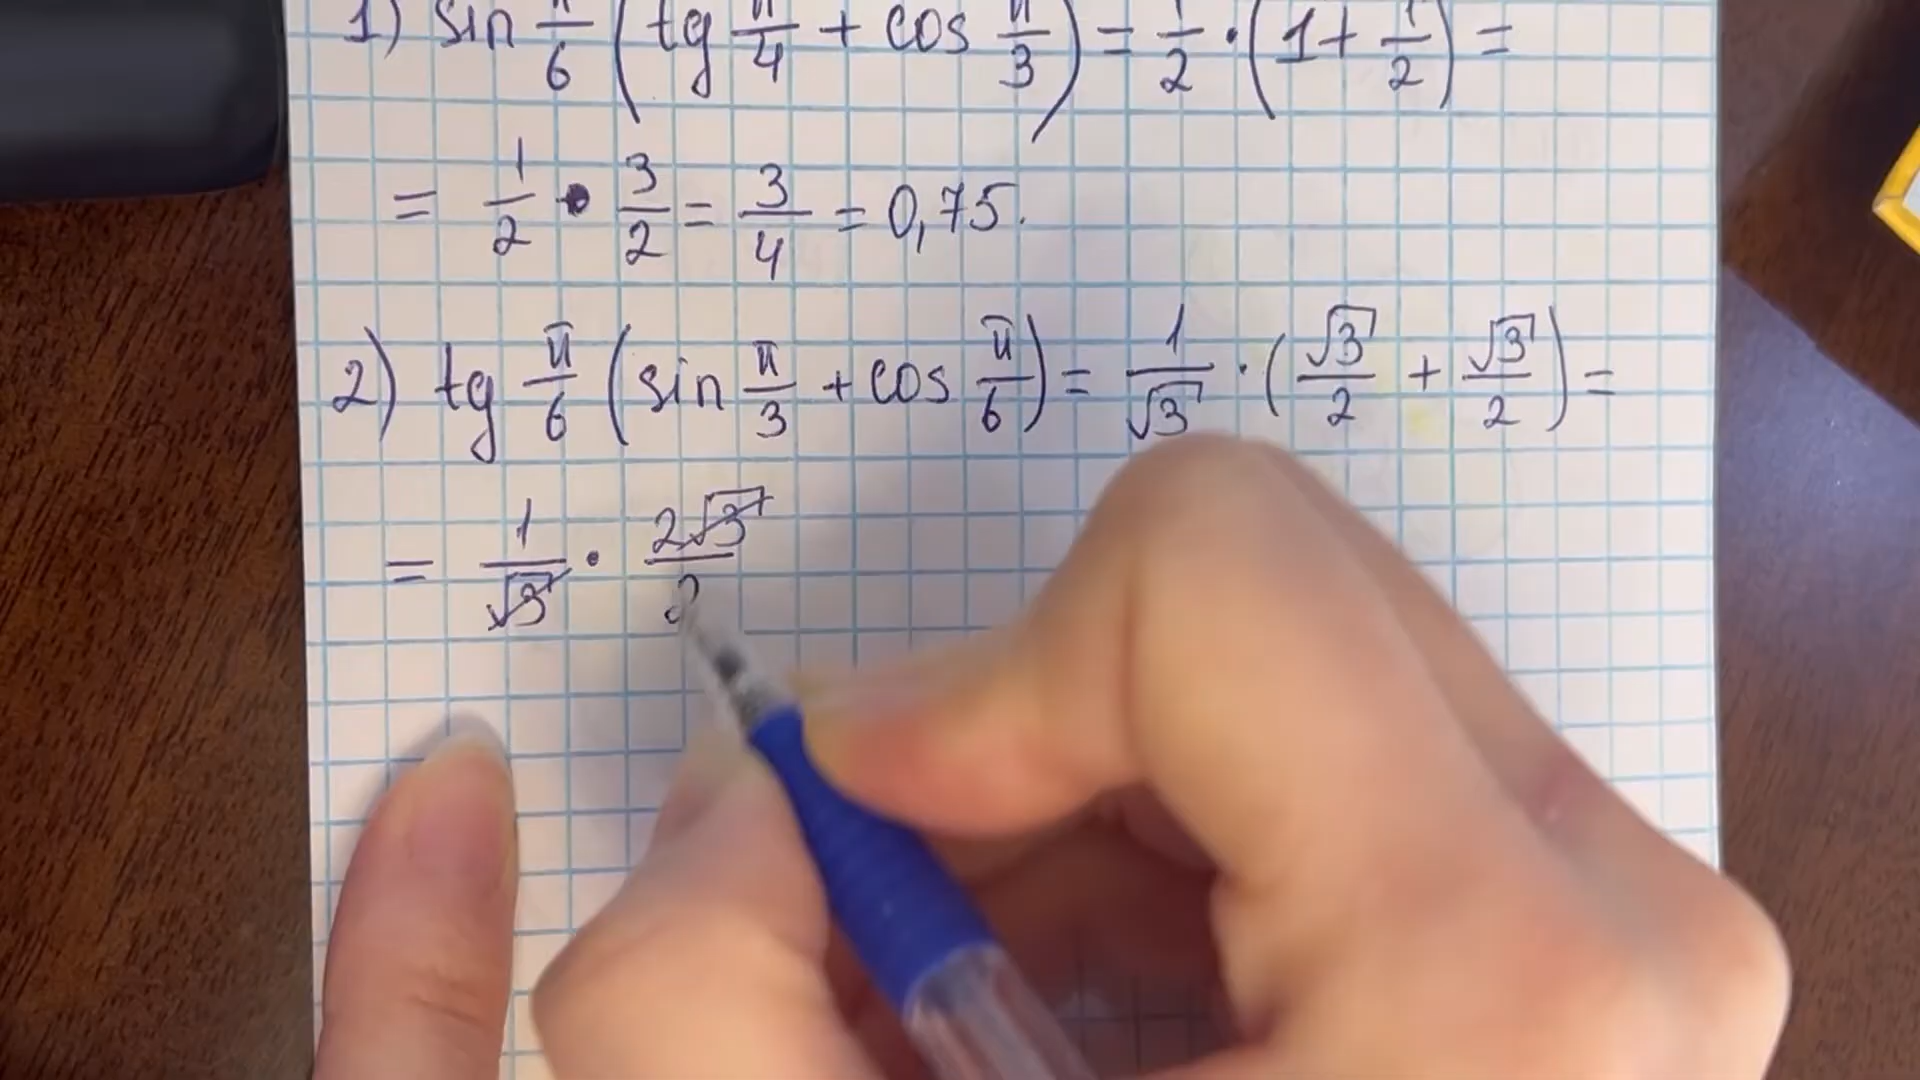 1) sin π/6 (tg π/4 + cos π/3) = 1/2 · (1 + 1/2) =
= 1/2 · 3/2 = 3/4 = 0,75.
2) tg π/6 (sin π/3 + cos π/6) = 1/√3 · (√3/2 + √3/2) =
= 1/√3 · 2√3/2